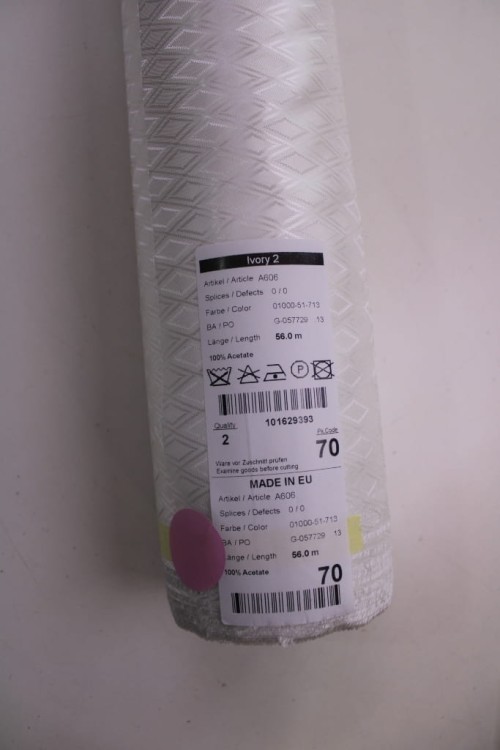 Ivory 2
Artikel / Article A606
Splices / Defects 0 / 0
Farbe / Color 01000-51-713
BA / PO G-057729 13
Länge / Length 56.0 m
100% Acetate
P
101629393
Quality
2
Pa.Code
70
Ware vor Zuschnitt prüfen
Examine goods before cutting
MADE IN EU
Artikel / Article A606
Splices / Defects 0 / 0
Farbe / Color 01000-51-713
BA / PO G-057729 13
Länge / Length 56.0 m
100% Acetate
70